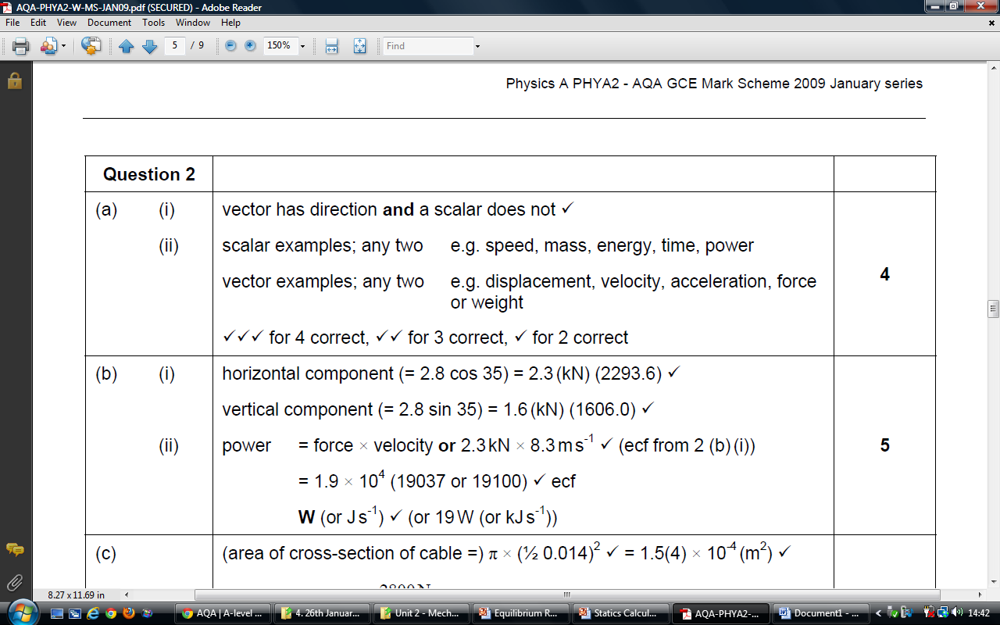 AQA-PHYA2-W-MS-JAN09.pdf (SECURED) - Adobe Reader
File Edit View Document Tools Window Help
5 / 9 150% Find
Physics A PHYA2 - AQA GCE Mark Scheme 2009 January series
Question 2
(a) (i) vector has direction and a scalar does not ✓
(ii) scalar examples; any two e.g. speed, mass, energy, time, power
vector examples; any two e.g. displacement, velocity, acceleration, force
or weight
4
✓✓✓ for 4 correct, ✓✓ for 3 correct, ✓ for 2 correct
(b) (i) horizontal component (= 2.8 cos 35) = 2.3 (kN) (2293.6) ✓
vertical component (= 2.8 sin 35) = 1.6 (kN) (1606.0) ✓
(ii) power = force × velocity or 2.3 kN × 8.3 m s⁻¹ ✓ (ecf from 2 (b) (i)) 5
= 1.9 × 10⁴ (19037 or 19100) ✓ ecf
W (or J s⁻¹) ✓ (or 19 W (or kJ s⁻¹))
(c) (area of cross-section of cable =) π × (½ 0.014)² ✓ = 1.5(4) × 10⁻⁴ (m²) ✓
8.27 x 11.69 in
AQA | A-level ... 4. 26th Januar... Unit 2 - Mech... Equilibrium R... Statics Calcul... AQA-PHYA2-... Document1 - ... 14:42